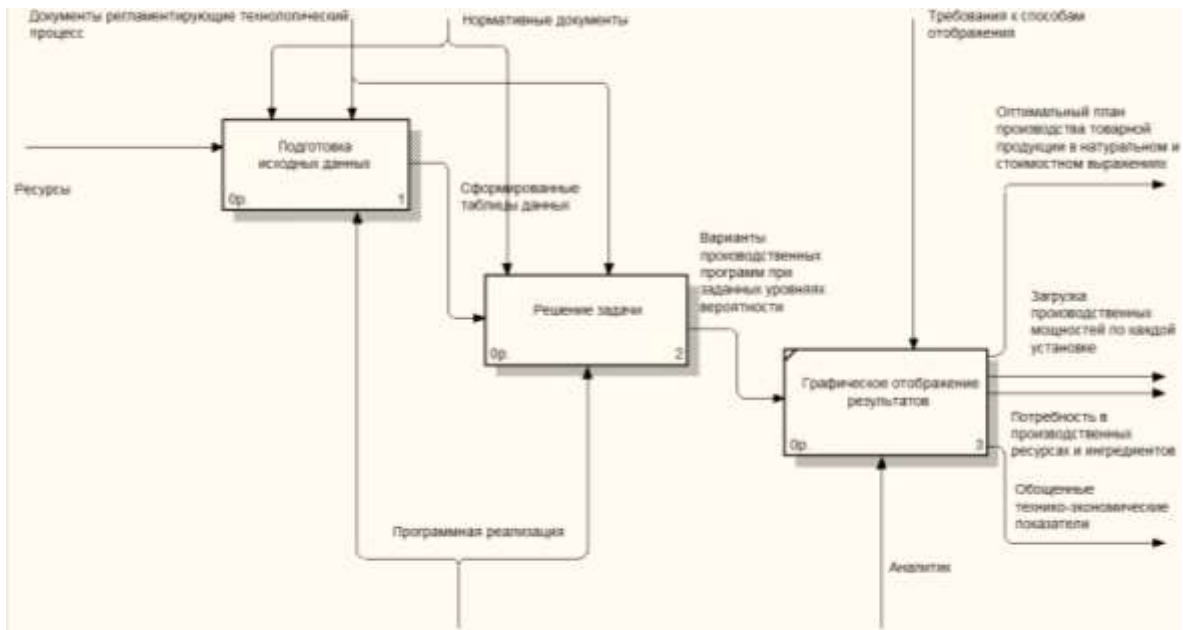 Документы регламентирующие технологический
процесс
Нормативные документы
Требования к способам
отображения
Ресурсы
Подготовка
исходных данных
0р.
1
Сформированные
таблицы данных
Решение задачи
0р.
2
Варианты
производственных
программ при
заданных уровнях
вероятности
Графическое отображение
результатов
0р.
3
Оптимальный план
производства товарной
продукции в натуральном и
стоимостном выражениях
Загрузка
производственных
мощностей по каждой
установке
Потребность в
производственных
ресурсах и ингредиентов
Обощенные
технико-экономические
показатели
Программная реализация
Аналитик